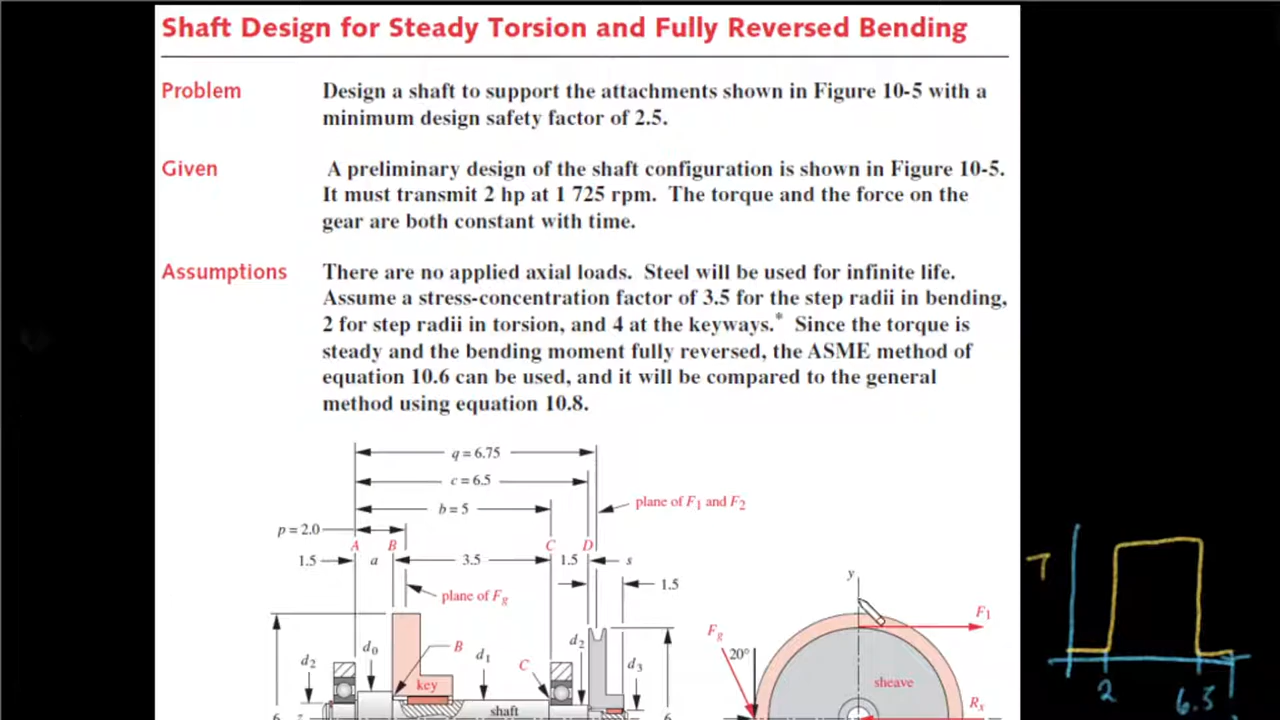 Shaft Design for Steady Torsion and Fully Reversed Bending
Problem
Design a shaft to support the attachments shown in Figure 10-5 with a
minimum design safety factor of 2.5.
Given
A preliminary design of the shaft configuration is shown in Figure 10-5.
It must transmit 2 hp at 1 725 rpm. The torque and the force on the
gear are both constant with time.
Assumptions
There are no applied axial loads. Steel will be used for infinite life.
Assume a stress-concentration factor of 3.5 for the step radii in bending,
2 for step radii in torsion, and 4 at the keyways.* Since the torque is
steady and the bending moment fully reversed, the ASME method of
equation 10.6 can be used, and it will be compared to the general
method using equation 10.8.
q = 6.75
c = 6.5
plane of F1 and F2
b = 5
p = 2.0
A B C D
1.5 a 3.5 1.5 s
1.5
plane of Fg
y
T
F1
Fg
d2 d0 B d1 C d2 d3
20°
key
sheave
2 6.5
Rx
shaft
6 z 6